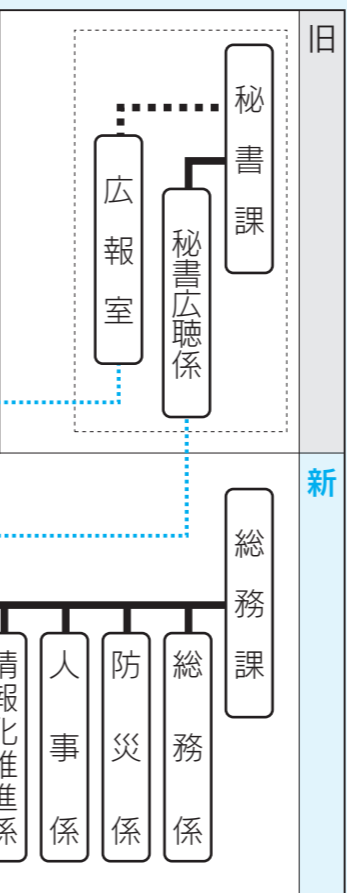 旧
秘書課
秘書広聴係
広報室
新
総務課
総務係
防災係
人事係
情報化推進係